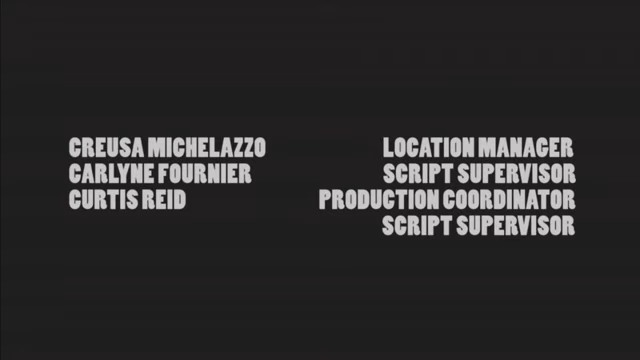 CREUSA MICHELAZZO LOCATION MANAGER
CARLYNE FOURNIER SCRIPT SUPERVISOR
CURTIS REID PRODUCTION COORDINATOR
SCRIPT SUPERVISOR